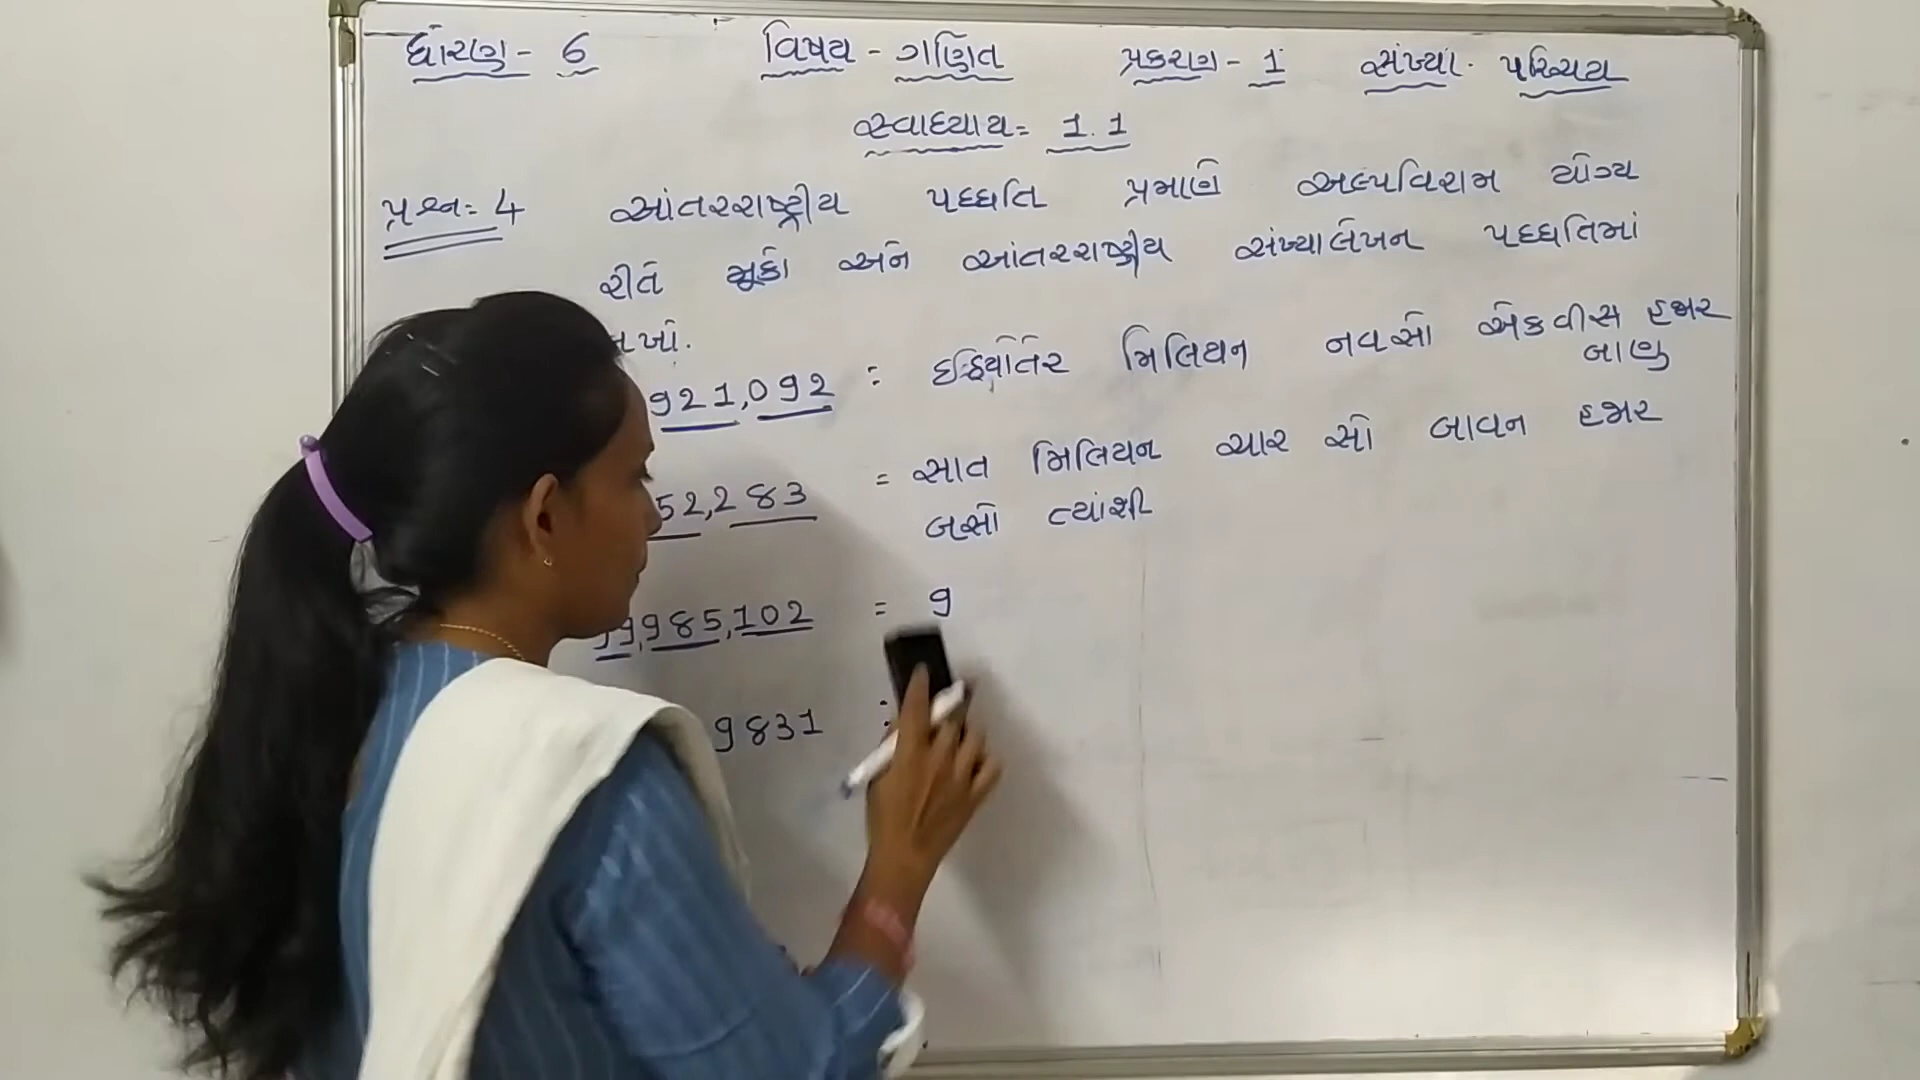 ધોરણ - 6 વિષય - ગણિત પ્રકરણ - 1 સંખ્યા પરિચય
સ્વાધ્યાય = 1.1
પ્રશ્ન = 4 આંતરરાષ્ટ્રીય પદ્ધતિ પ્રમાણે અલ્પવિરામ યોગ્ય
રીતે મૂકો અને આંતરરાષ્ટ્રીય સંખ્યાલેખન પદ્ધતિમાં
921,092 = ઈઠ્યોતેર મિલિયન નવસો એકવીસ હજાર
બાણુ
52,283 = સાત મિલિયન ચાર સો બાવન હજાર
બસો ત્યાંશી
99,985,102 = 9
9831 =